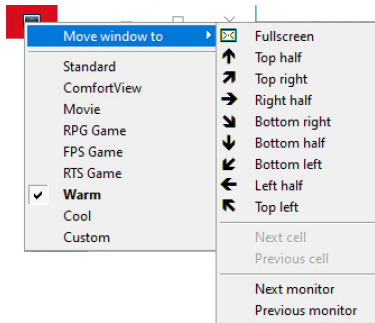 Move window to
Standard
ComfortView
Movie
RPG Game
FPS Game
RTS Game
Warm
Cool
Custom
Fullscreen
Top half
Top right
Right half
Bottom right
Bottom half
Bottom left
Left half
Top left
Next cell
Previous cell
Next monitor
Previous monitor